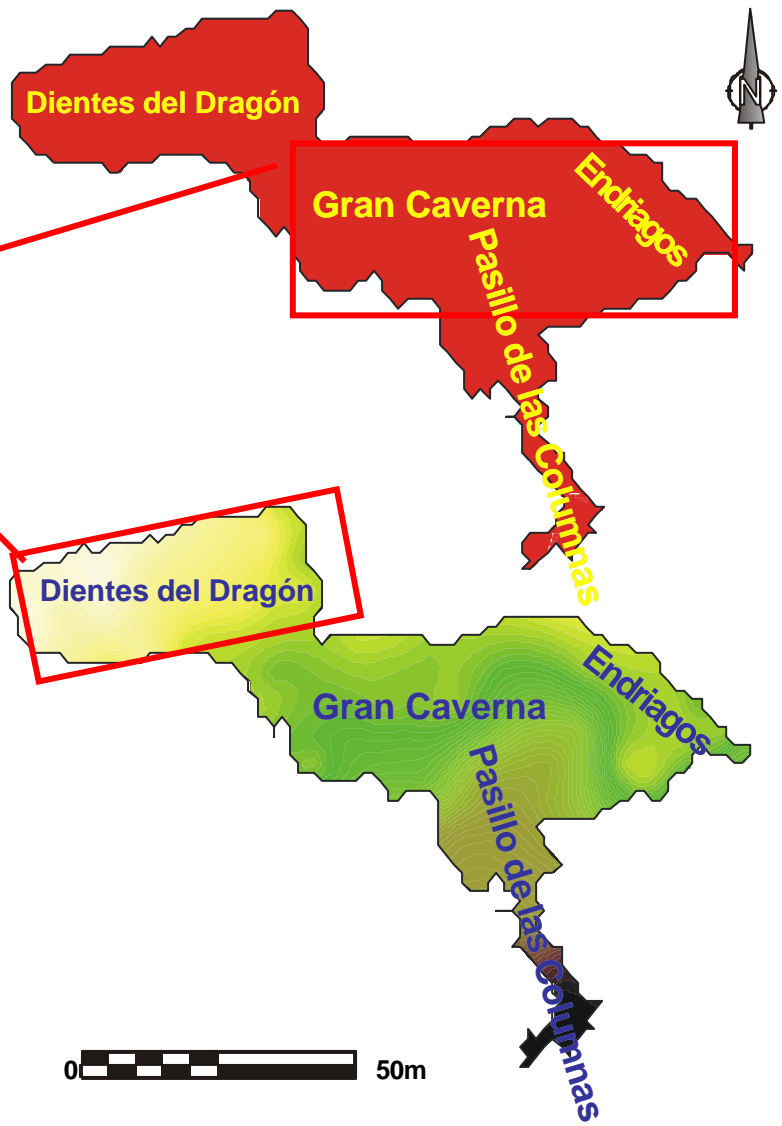 N
Dientes del Dragón
Gran Caverna
Endriagos
Pasillo de las Columnas
Dientes del Dragón
Gran Caverna
Endriagos
Pasillo de las Columnas
0 50m